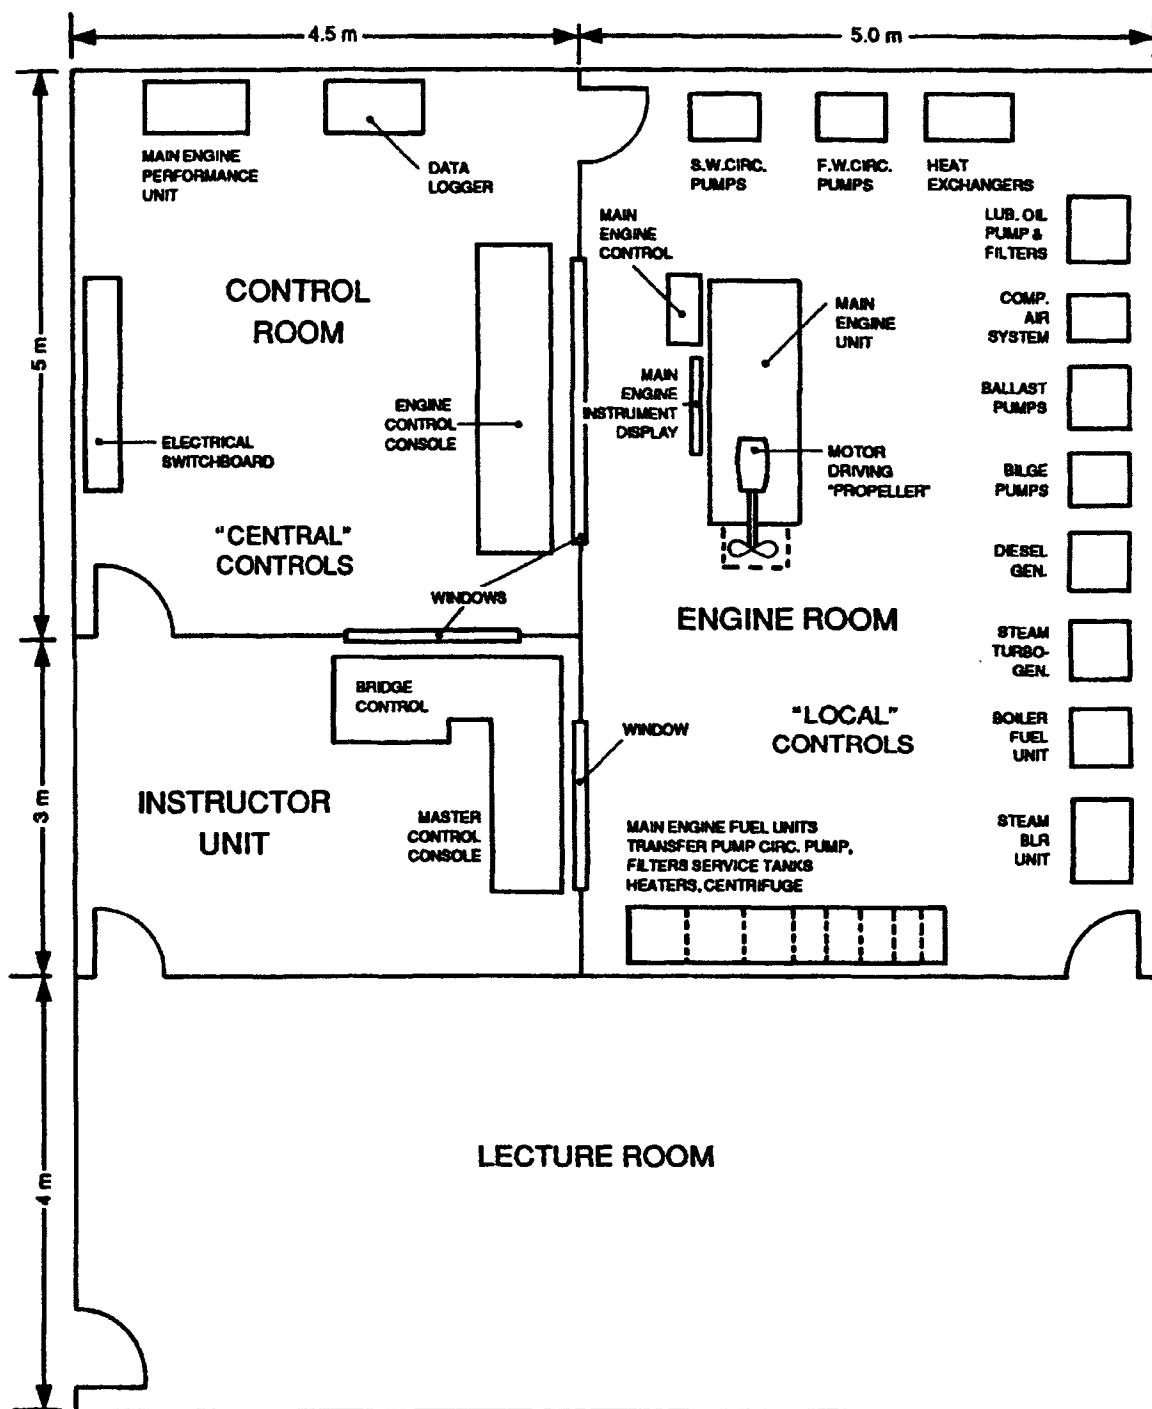 4.5 m
5.0 m
MAIN ENGINE
PERFORMANCE
UNIT
DATA
LOGGER
S.W.CIRC.
PUMPS
F.W.CIRC.
PUMPS
HEAT
EXCHANGERS
MAIN
ENGINE
CONTROL
LUB. OIL
PUMP &
FILTERS
CONTROL
ROOM
MAIN
ENGINE
UNIT
COMP.
AIR
SYSTEM
5 m
ENGINE
CONTROL
CONSOLE
MAIN
ENGINE
INSTRUMENT
DISPLAY
BALLAST
PUMPS
ELECTRICAL
SWITCHBOARD
MOTOR
DRIVING
"PROPELLER"
BILGE
PUMPS
"CENTRAL"
CONTROLS
DIESEL
GEN.
WINDOWS
ENGINE ROOM
STEAM
TURBO-
GEN.
BRIDGE
CONTROL
WINDOW
"LOCAL"
CONTROLS
BOILER
FUEL
UNIT
3 m
INSTRUCTOR
UNIT
MASTER
CONTROL
CONSOLE
MAIN ENGINE FUEL UNITS
TRANSFER PUMP CIRC. PUMP,
FILTERS SERVICE TANKS
HEATERS, CENTRIFUGE
STEAM
BLR
UNIT
4 m
LECTURE ROOM